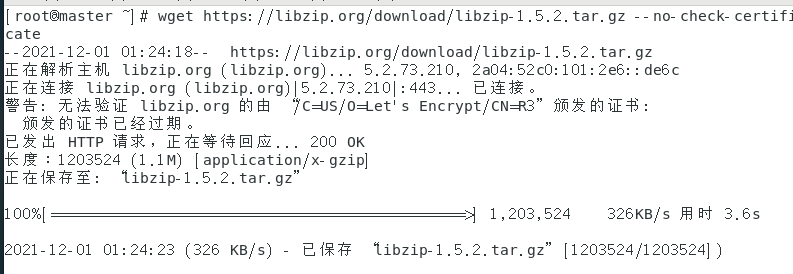 [root@master ~]# wget https://libzip.org/download/libzip-1.5.2.tar.gz --no-check-certifi
cate
--2021-12-01 01:24:18--  https://libzip.org/download/libzip-1.5.2.tar.gz
正在解析主机 libzip.org (libzip.org)... 5.2.73.210, 2a04:52c0:101:2e6::de6c
正在连接 libzip.org (libzip.org)|5.2.73.210|:443... 已连接。
警告: 无法验证 libzip.org 的由 “/C=US/O=Let's Encrypt/CN=R3” 颁发的证书:
颁发的证书已经过期。
已发出 HTTP 请求，正在等待回应... 200 OK
长度：1203524 (1.1M) [application/x-gzip]
正在保存至: “libzip-1.5.2.tar.gz”
100%[======================================>] 1,203,524 326KB/s 用时 3.6s
2021-12-01 01:24:23 (326 KB/s) - 已保存 “libzip-1.5.2.tar.gz” [1203524/1203524])